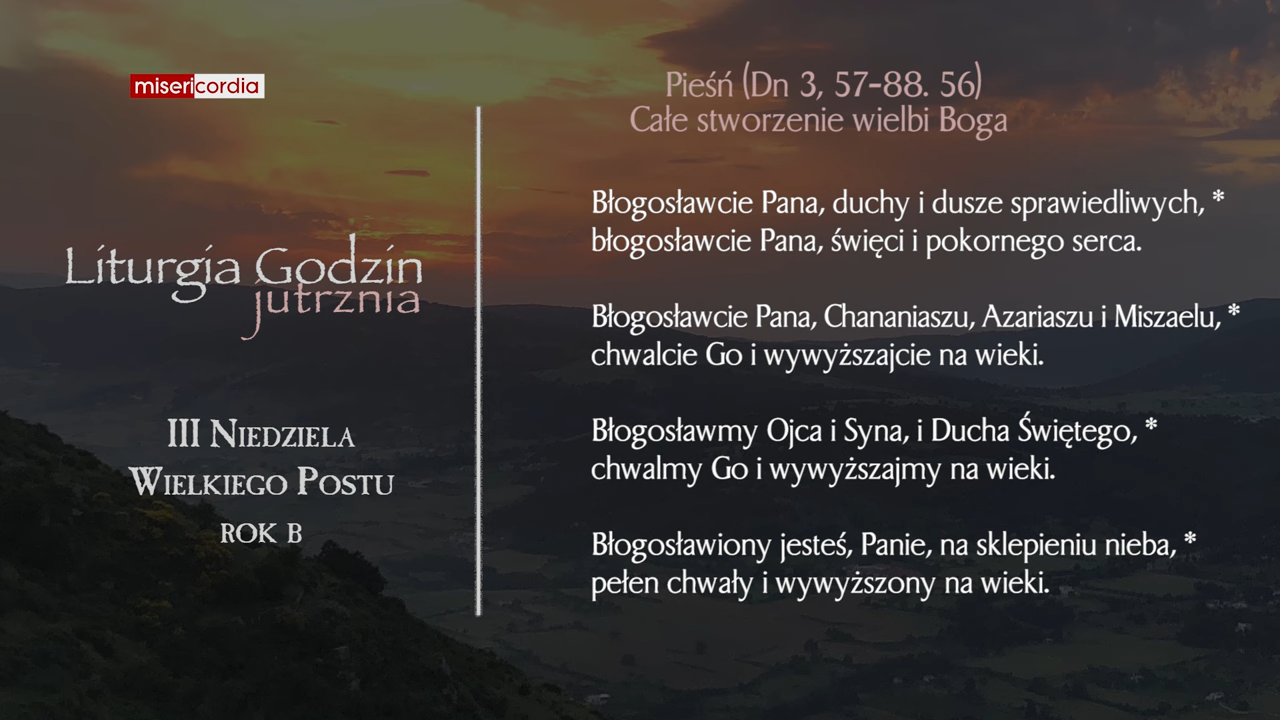 misericordia
Liturgia Godzin
jutrznia
III Niedziela
Wielkiego Postu
rok B
Pieśń (Dn 3, 57-88. 56)
Całe stworzenie wielbi Boga
Błogosławcie Pana, duchy i dusze sprawiedliwych, *
błogosławcie Pana, święci i pokornego serca.
Błogosławcie Pana, Chananiaszu, Azariaszu i Miszaelu, *
chwalcie Go i wywyższajcie na wieki.
Błogosławmy Ojca i Syna, i Ducha Świętego, *
chwalmy Go i wywyższajmy na wieki.
Błogosławiony jesteś, Panie, na sklepieniu nieba, *
pełen chwały i wywyższony na wieki.